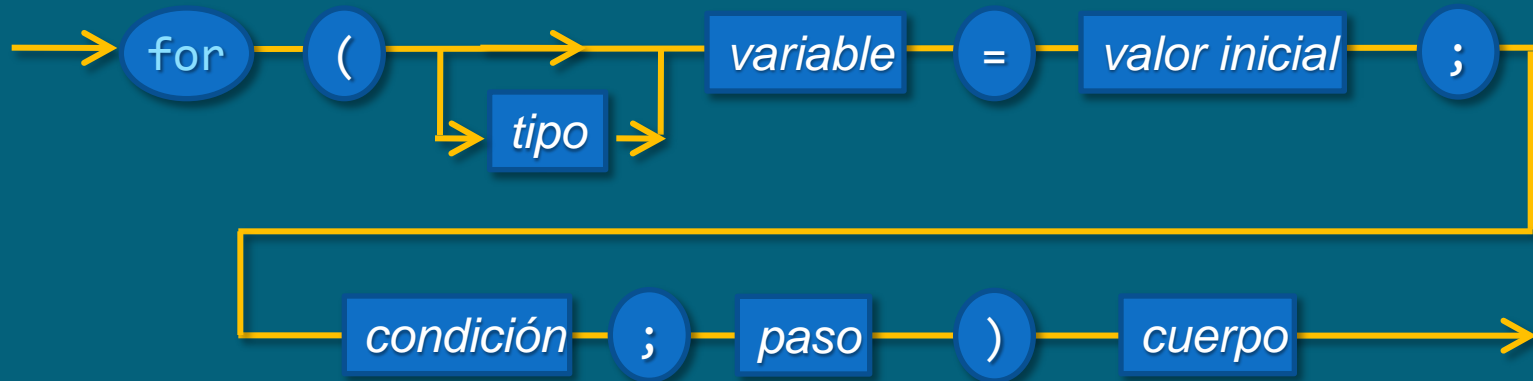 for ( variable = valor inicial ;
tipo
condición ; paso ) cuerpo